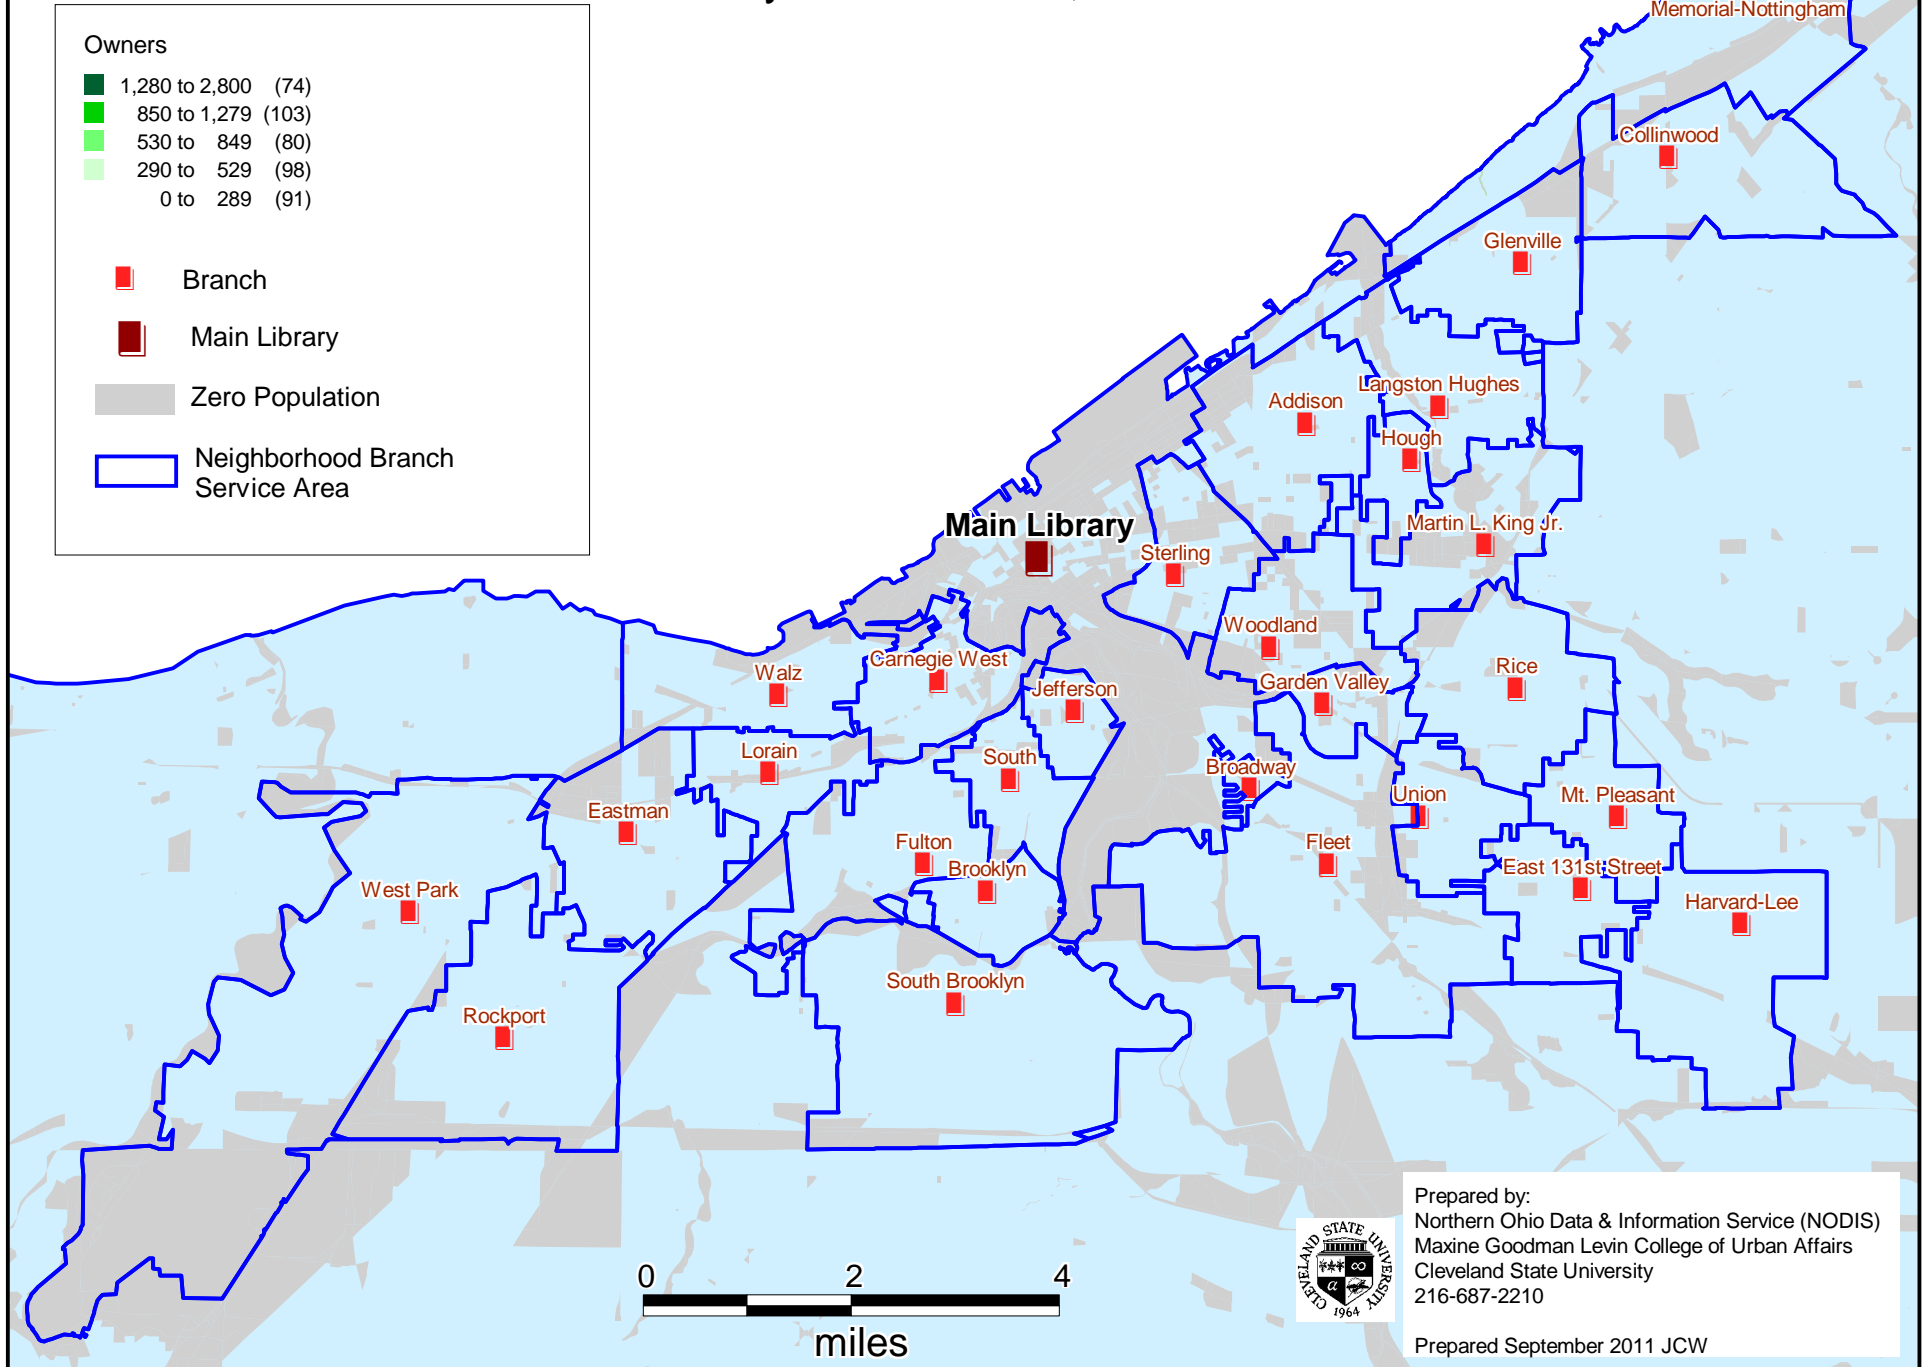 Memorial-Nottingham
Owners
1,280 to 2,800 (74)
850 to 1,279 (103)
530 to 849 (80)
290 to 529 (98)
0 to 289 (91)
Branch
Main Library
Zero Population
Neighborhood Branch
Service Area
Collinwood
Glenville
Langston Hughes
Addison
Hough
Main Library
Martin L. King Jr.
Sterling
Woodland
Carnegie West
Walz
Rice
Garden Valley
Jefferson
Lorain
South
Broadway
Union
Mt. Pleasant
Eastman
Fulton
Fleet
Brooklyn
East 131st Street
West Park
Harvard-Lee
South Brooklyn
Rockport
0 2 4
miles
CLEVELAND STATE UNIVERSITY
1964
Prepared by:
Northern Ohio Data & Information Service (NODIS)
Maxine Goodman Levin College of Urban Affairs
Cleveland State University
216-687-2210
Prepared September 2011 JCW